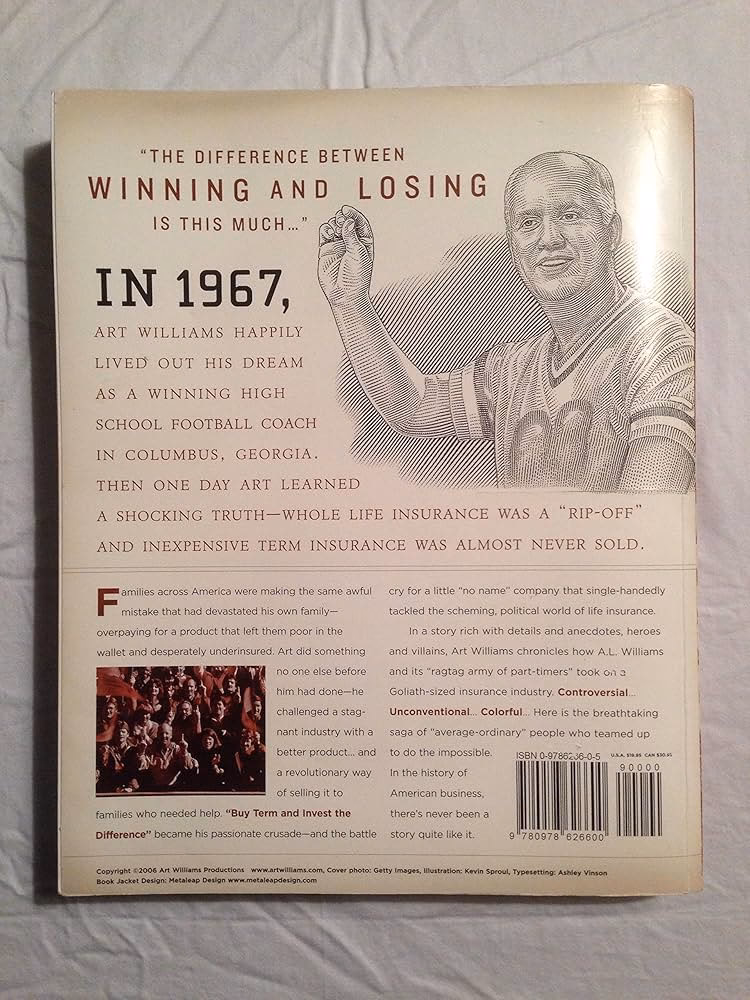 “THE DIFFERENCE BETWEEN
WINNING AND LOSING
IS THIS MUCH...”
IN 1967,
ART WILLIAMS HAPPILY
LIVED OUT HIS DREAM
AS A WINNING HIGH
SCHOOL FOOTBALL COACH
IN COLUMBUS, GEORGIA.
THEN ONE DAY ART LEARNED
A SHOCKING TRUTH—WHOLE LIFE INSURANCE WAS A “RIP-OFF”
AND INEXPENSIVE TERM INSURANCE WAS ALMOST NEVER SOLD.
Families across America were making the same awful
mistake that had devastated his own family—
overpaying for a product that left them poor in the
wallet and desperately underinsured. Art did something
no one else before
him had done—he
challenged a stag-
nant industry with a
better product... and
a revolutionary way
of selling it to
families who needed help. “Buy Term and Invest the
Difference” became his passionate crusade—and the battle
cry for a little “no name” company that single-handedly
tackled the scheming, political world of life insurance.
In a story rich with details and anecdotes, heroes
and villains, Art Williams chronicles how A.L. Williams
and its “ragtag army of part-timers” took on a
Goliath-sized insurance industry. Controversial...
Unconventional... Colorful... Here is the breathtaking
saga of “average-ordinary” people who teamed up
to do the impossible.
In the history of
American business,
there’s never been a
story quite like it.
ISBN 0-9786266-0-5
U.S.A. $19.95 CAN $30.95
90000
9 780978 626600
Copyright ©2006 Art Williams Productions www.artwilliams.com, Cover photo: Getty Images, Illustration: Kevin Sproul, Typesetting: Ashley Vinson
Book Jacket Design: Metaleap Design www.metaleapdesign.com